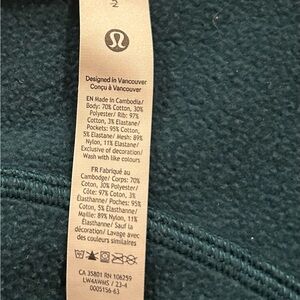 2
Designed in Vancouver
Conçu à Vancouver
EN Made in Cambodia/
Body: 70% Cotton, 30%
Polyester/ Rib: 97%
Cotton, 3% Elastane/
Pockets: 95% Cotton,
5% Elastane/ Mesh: 89%
Nylon, 11% Elastane/
Exclusive of decoration/
Wash with like colours
FR Fabriqué au
Cambodge/ Corps: 70%
Coton, 30% Polyester/
Côte: 97% Coton, 3%
Élasthanne/ Poches: 95%
Coton, 5% Élasthanne/
Maille: 89% Nylon, 11%
Élasthanne/ Sauf la
décoration/ Lavage avec
des couleurs similaires
CA 35801 RN 106259
LW4AWMS / 23-4
0005156-63